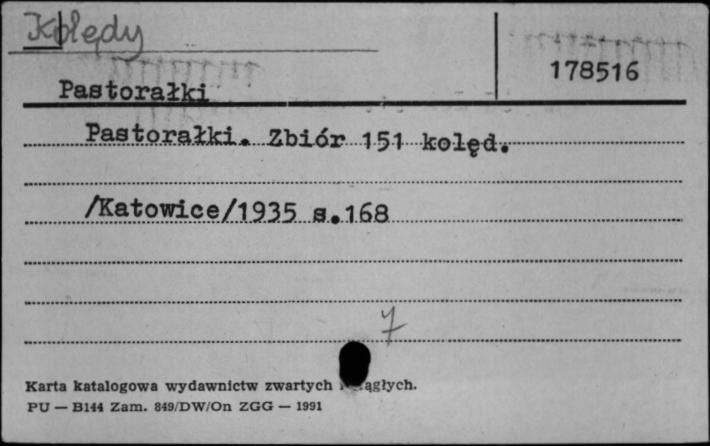 Kolędy
178516
Pastorałki
Pastorałki. Zbiór 151 kolęd.
/Katowice/1935 s.168
7
Karta katalogowa wydawnictw zwartych ciągłych.
PU — B144 Zam. 849/DW/On ZGG — 1991